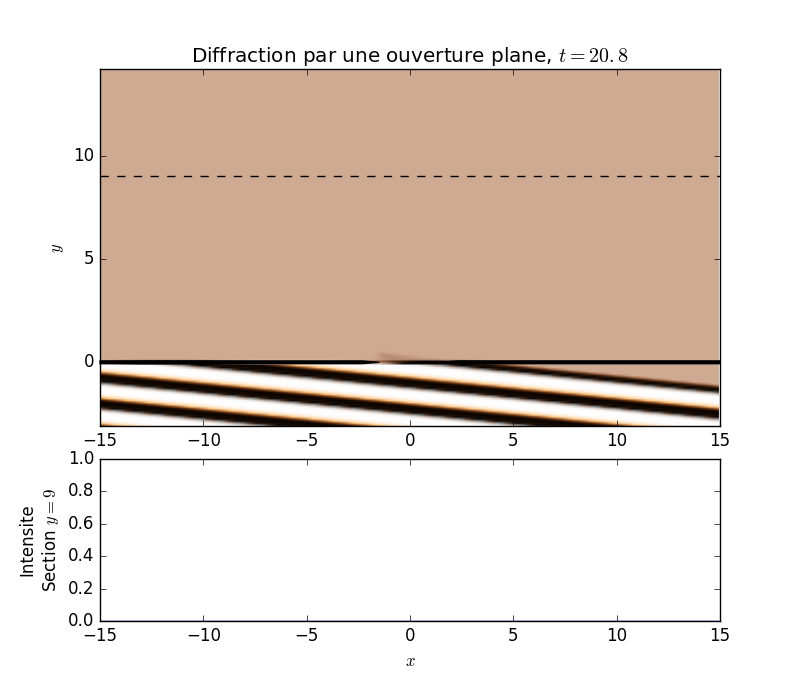 Diffraction par une ouverture plane, t = 20.8
10
5
0
y
−15 −10 −5 0 5 10 15
1.0
0.8
0.6
0.4
0.2
0.0
Intensite
Section y = 9
−15 −10 −5 0 5 10 15
x